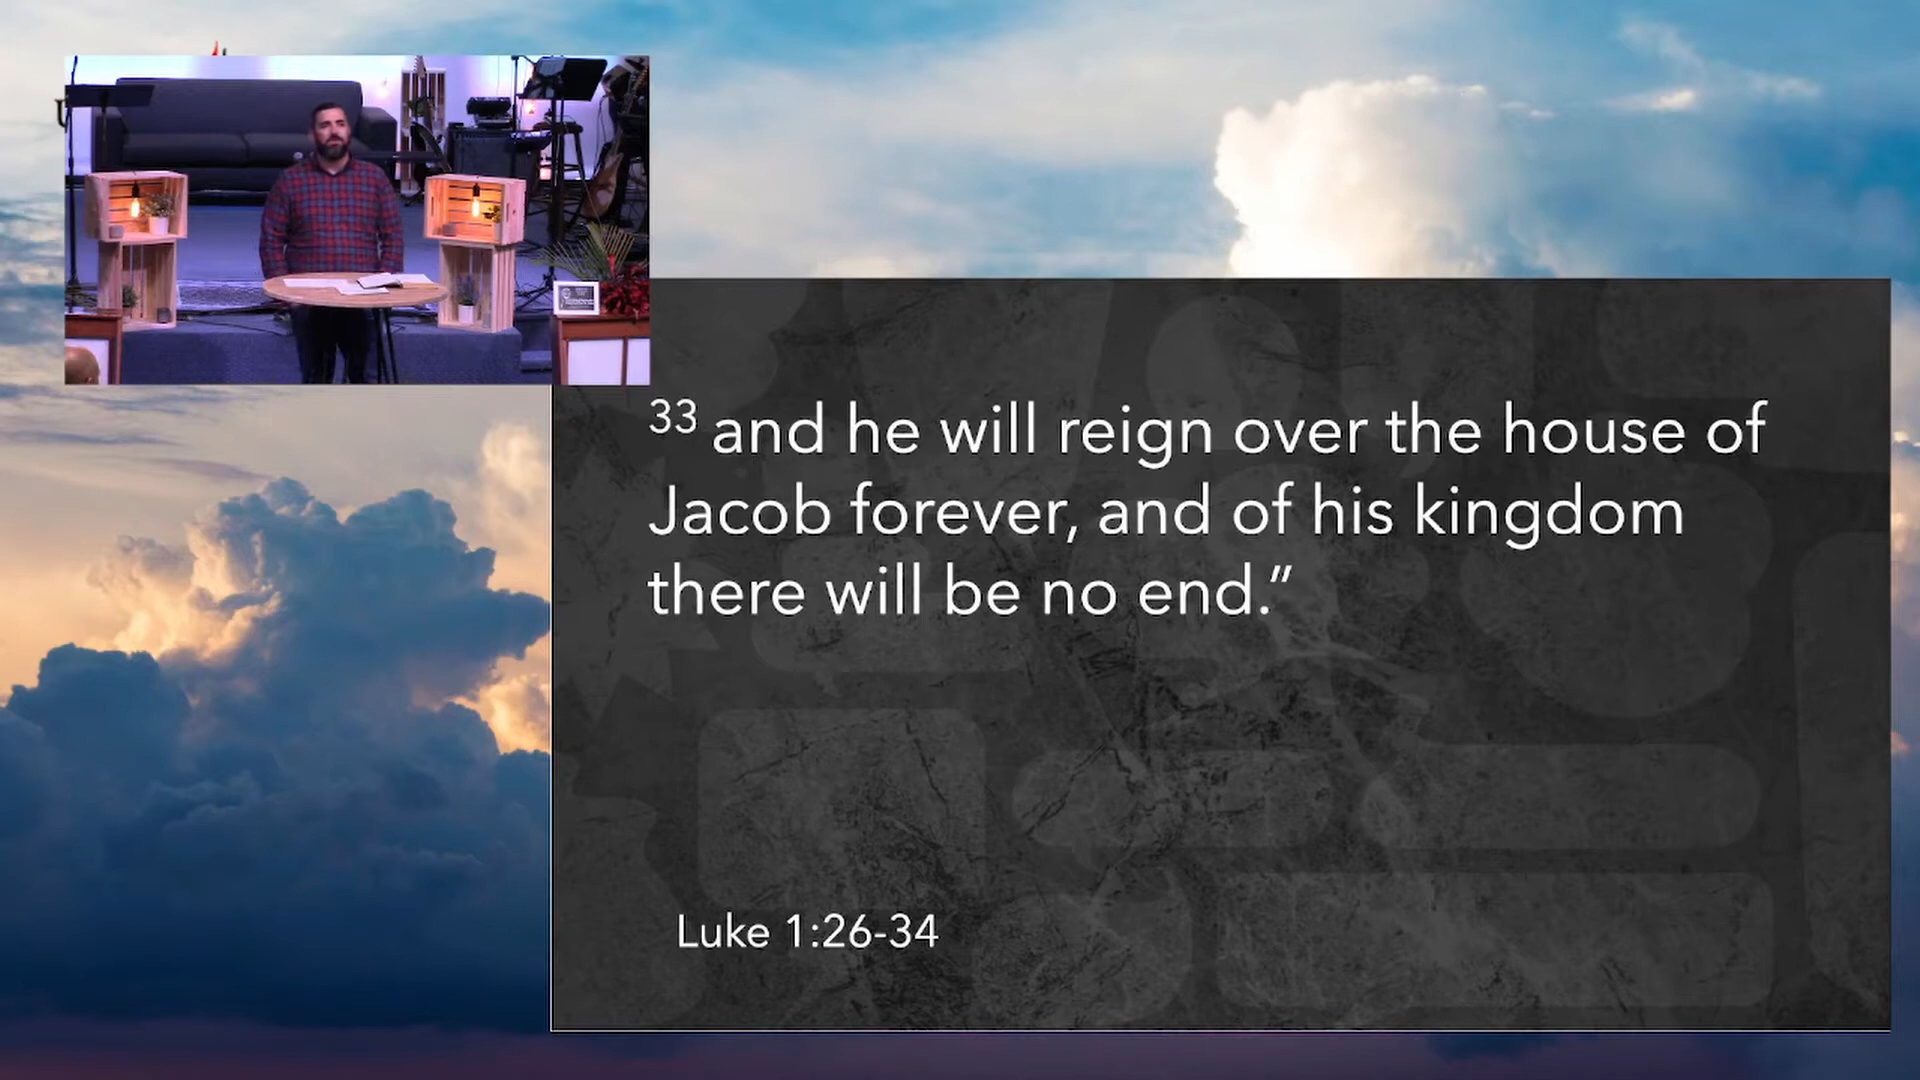 33 and he will reign over the house of
Jacob forever, and of his kingdom
there will be no end.”
Luke 1:26-34